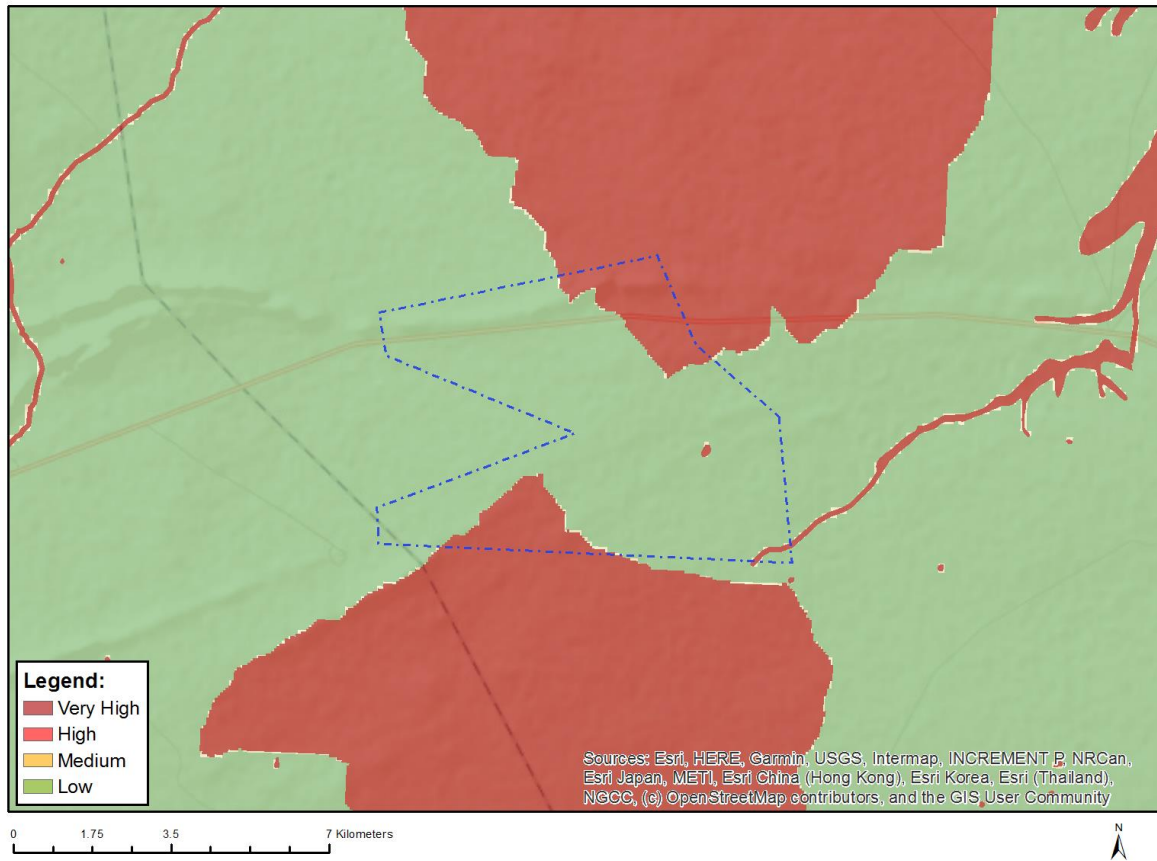 Legend:
Very High
High
Medium
Low
Sources: Esri, HERE, Garmin, USGS, Intermap, INCREMENT P, NRCan,
Esri Japan, METI, Esri China (Hong Kong), Esri Korea, Esri (Thailand),
NGCC, (c) OpenStreetMap contributors, and the GIS User Community
0 1.75 3.5 7 Kilometers
N